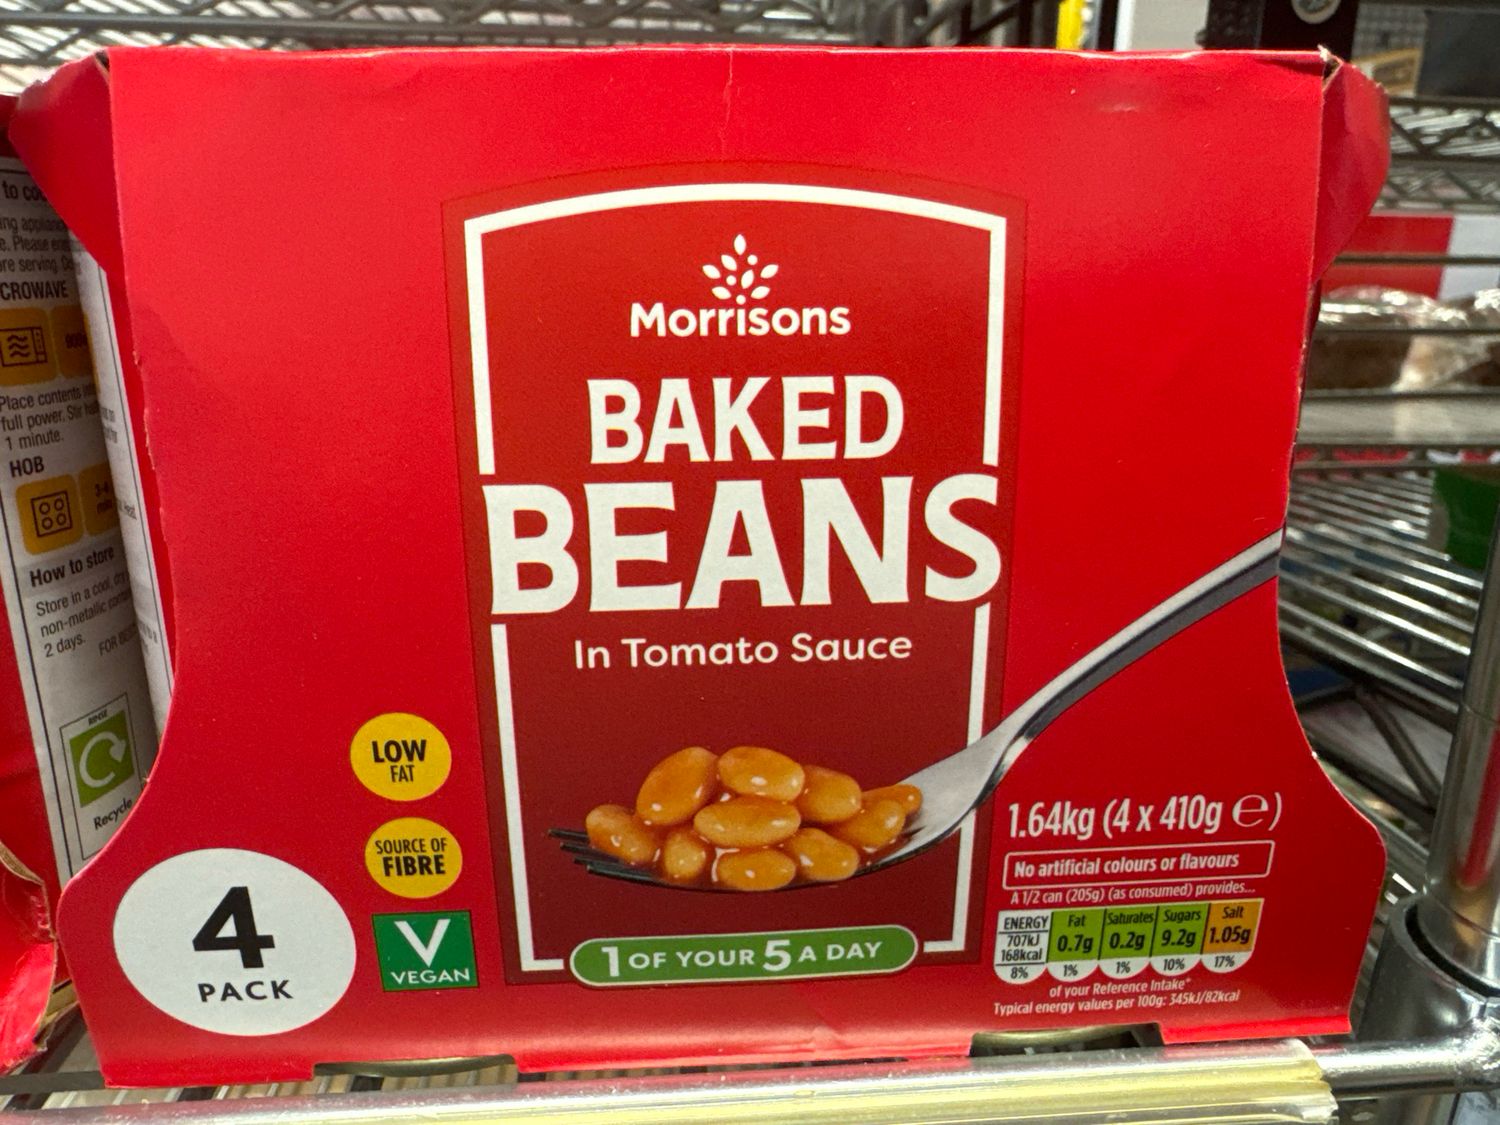 to
CROWAVE
Place contents
full power. Stir
1 minute.
HOB
How to store
Store in a cool, dry
non-metallic
2 days.
RINSE
Recycle
Morrisons
BAKED
BEANS
In Tomato Sauce
LOW
FAT
SOURCE OF
FIBRE
V
VEGAN
4
PACK
1 OF YOUR 5 A DAY
1.64kg (4 x 410g ℮)
No artificial colours or flavours
A 1/2 can (205g) (as consumed) provides...
ENERGY Fat Saturates Sugars Salt
707kJ
168kcal 0.7g 0.2g 9.2g 1.05g
8% 1% 1% 10% 17%
of your Reference Intake*
Typical energy values per 100g: 345kJ/82kcal